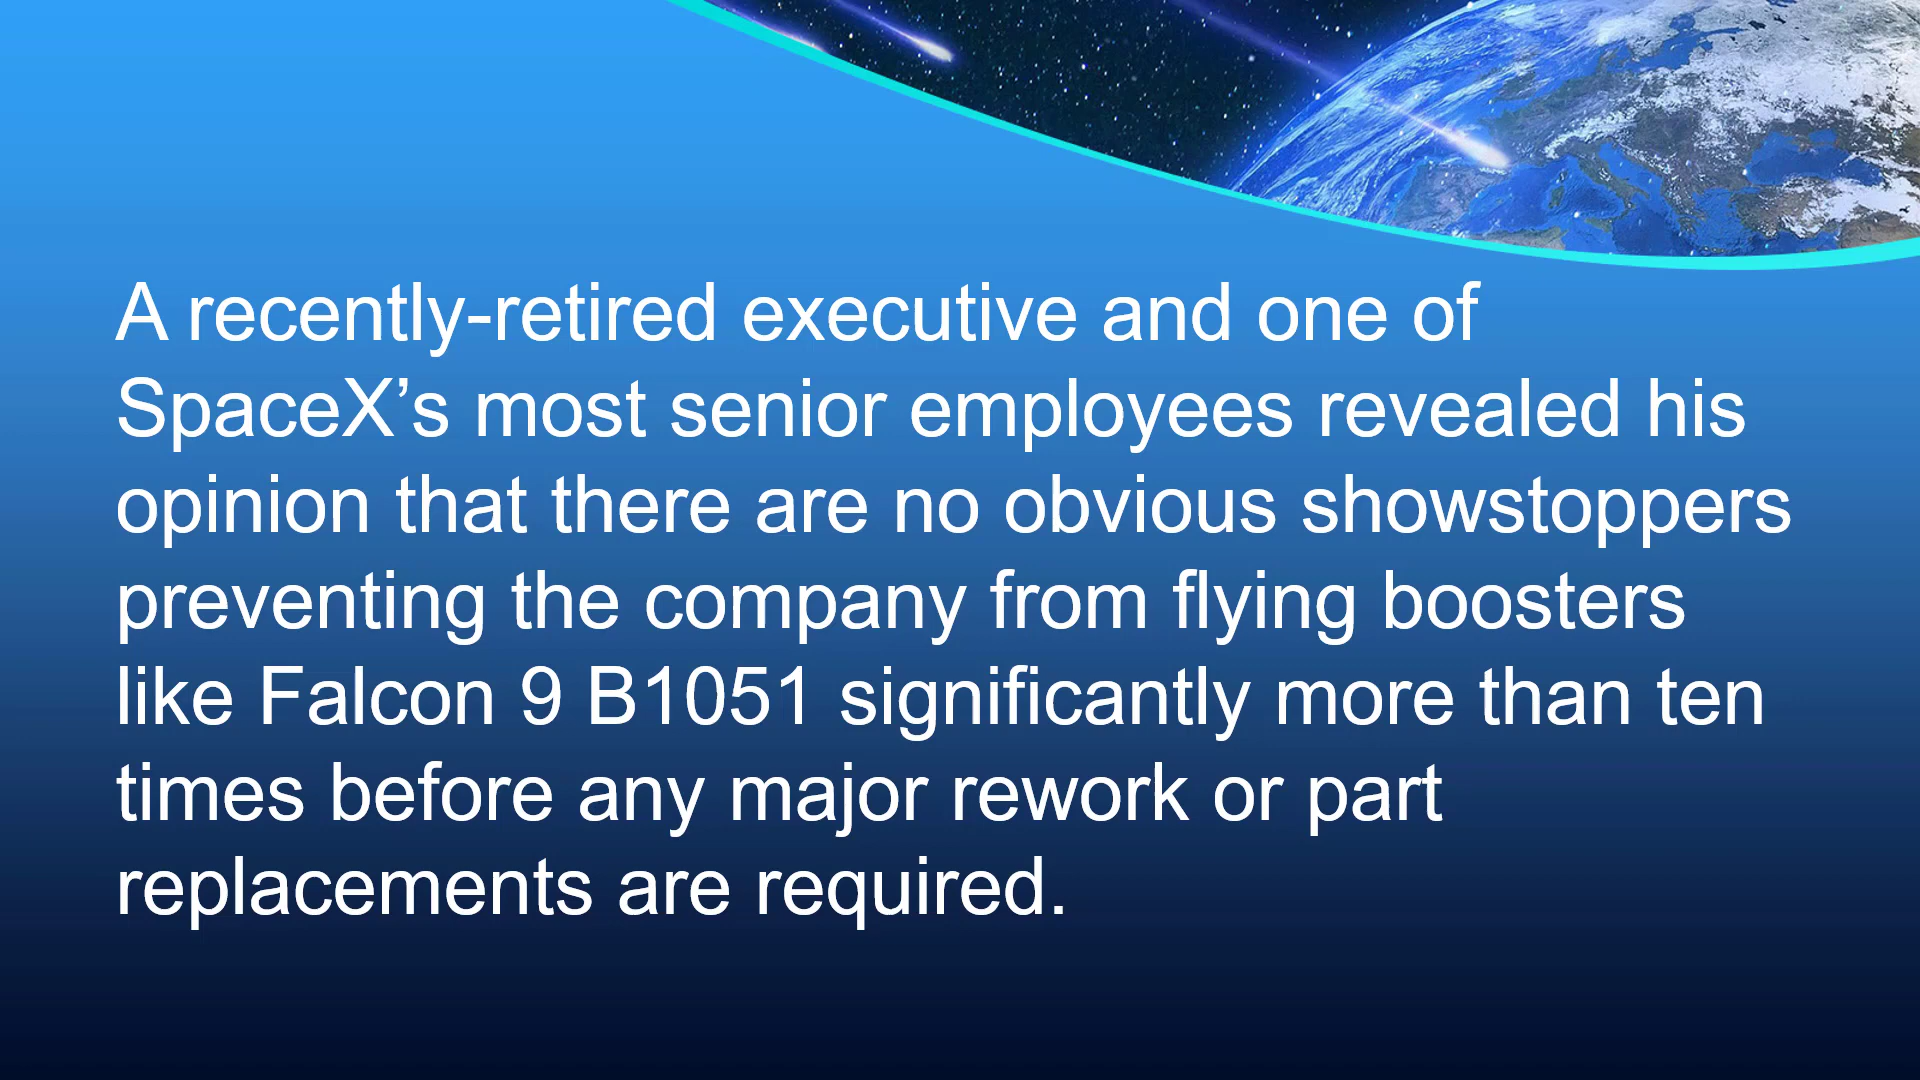 A recently-retired executive and one of
SpaceX’s most senior employees revealed his
opinion that there are no obvious showstoppers
preventing the company from flying boosters
like Falcon 9 B1051 significantly more than ten
times before any major rework or part
replacements are required.